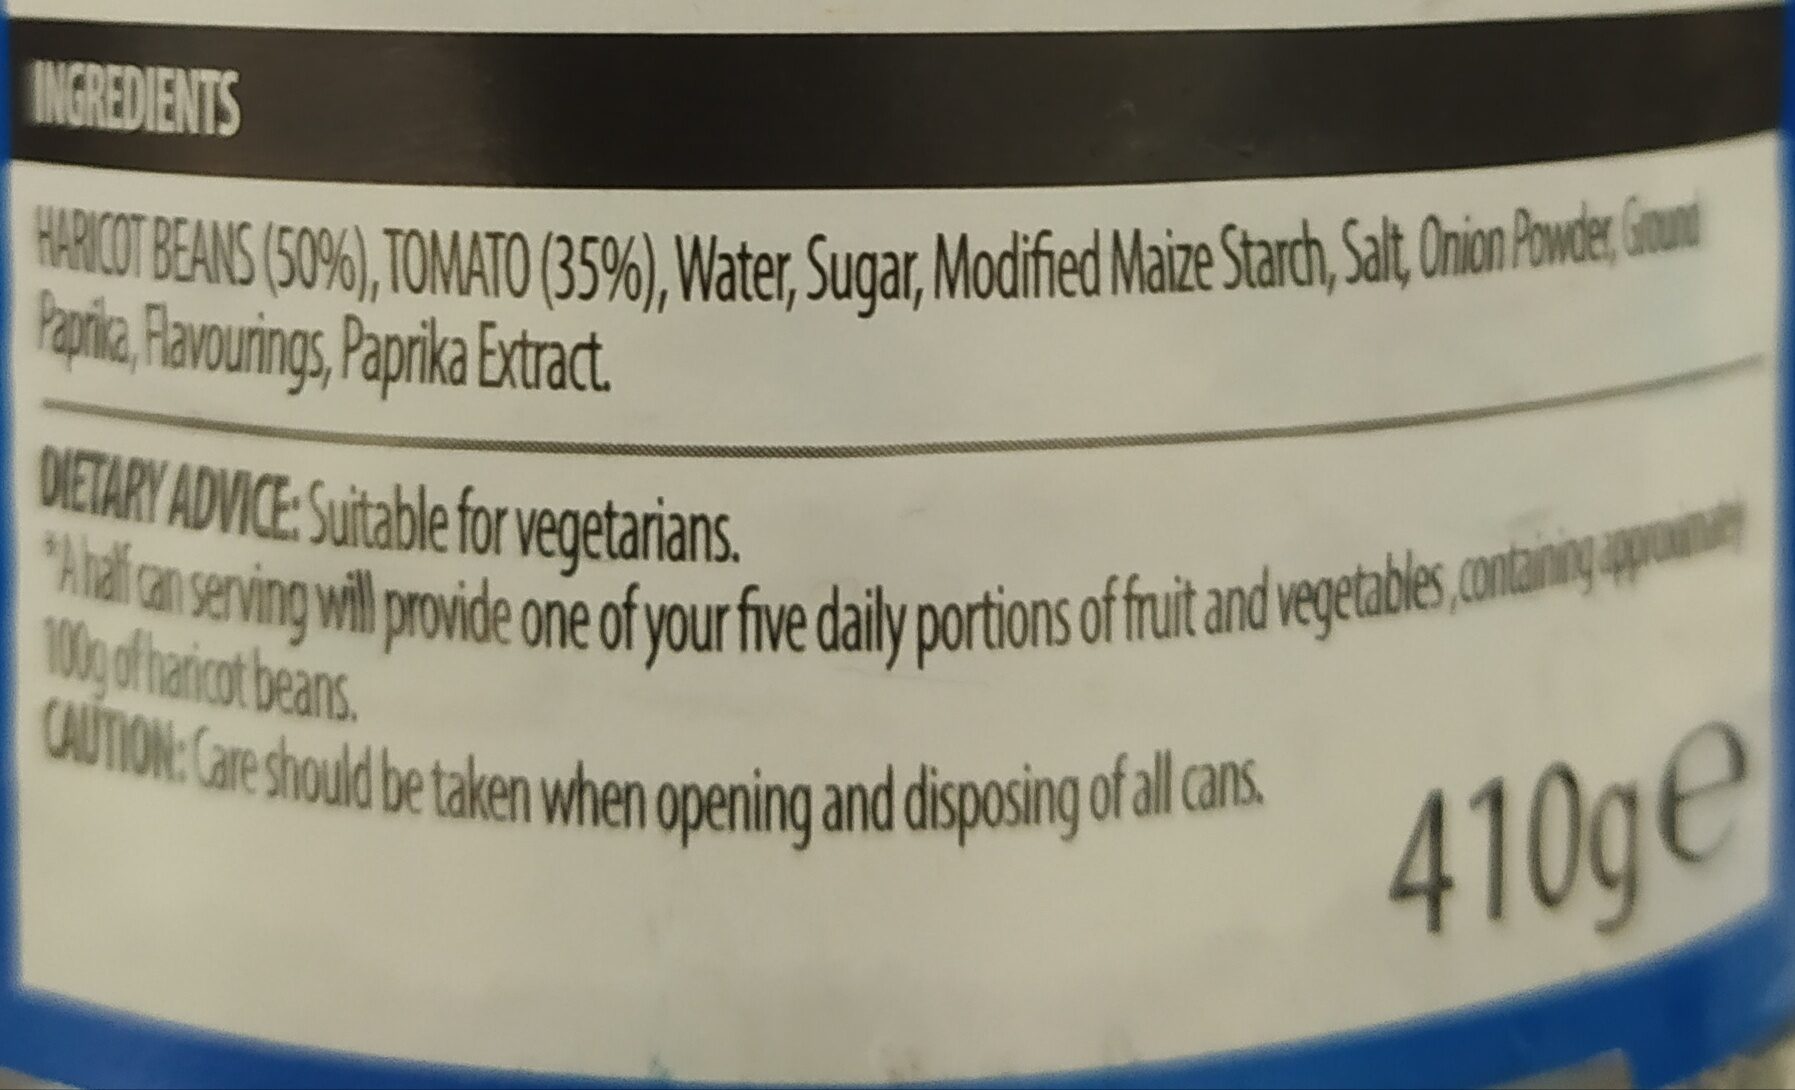 INGREDIENTS
HARICOT BEANS (50%), TOMATO (35%), Water, Sugar, Modified Maize Starch, Salt, Onion Powder, Ground
Paprika, Flavourings, Paprika Extract.
DIETARY ADVICE: Suitable for vegetarians.
*A half can serving will provide one of your five daily portions of fruit and vegetables, containing approximately
100g of haricot beans.
CAUTION: Care should be taken when opening and disposing of all cans.
410g e